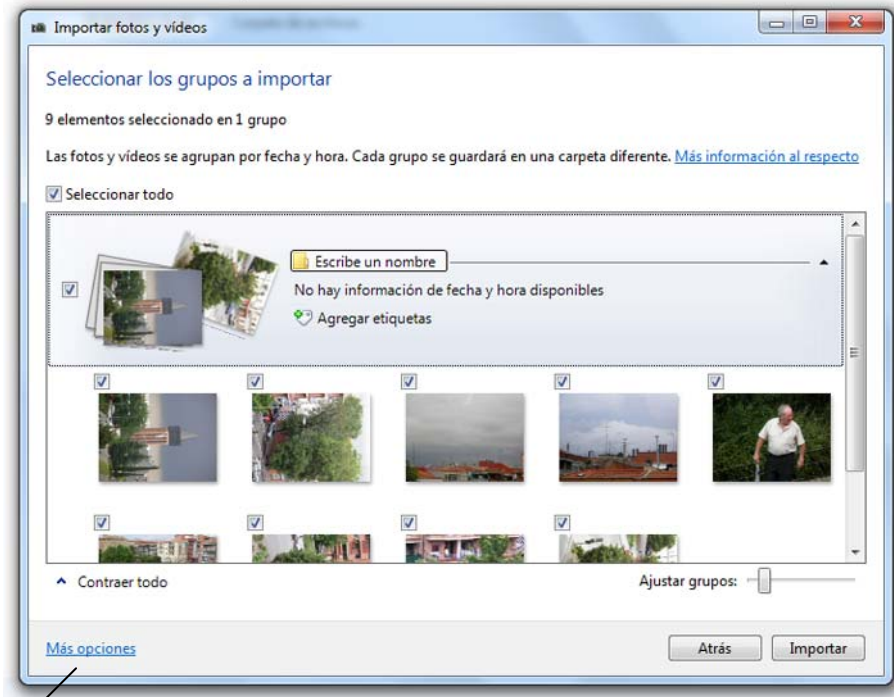 Importar fotos y vídeos
Seleccionar los grupos a importar
9 elementos seleccionado en 1 grupo
Las fotos y vídeos se agrupan por fecha y hora. Cada grupo se guardará en una carpeta diferente. Más información al respecto
Seleccionar todo
Escribe un nombre
No hay información de fecha y hora disponibles
Agregar etiquetas
Contraer todo
Ajustar grupos:
Más opciones
Atrás
Importar